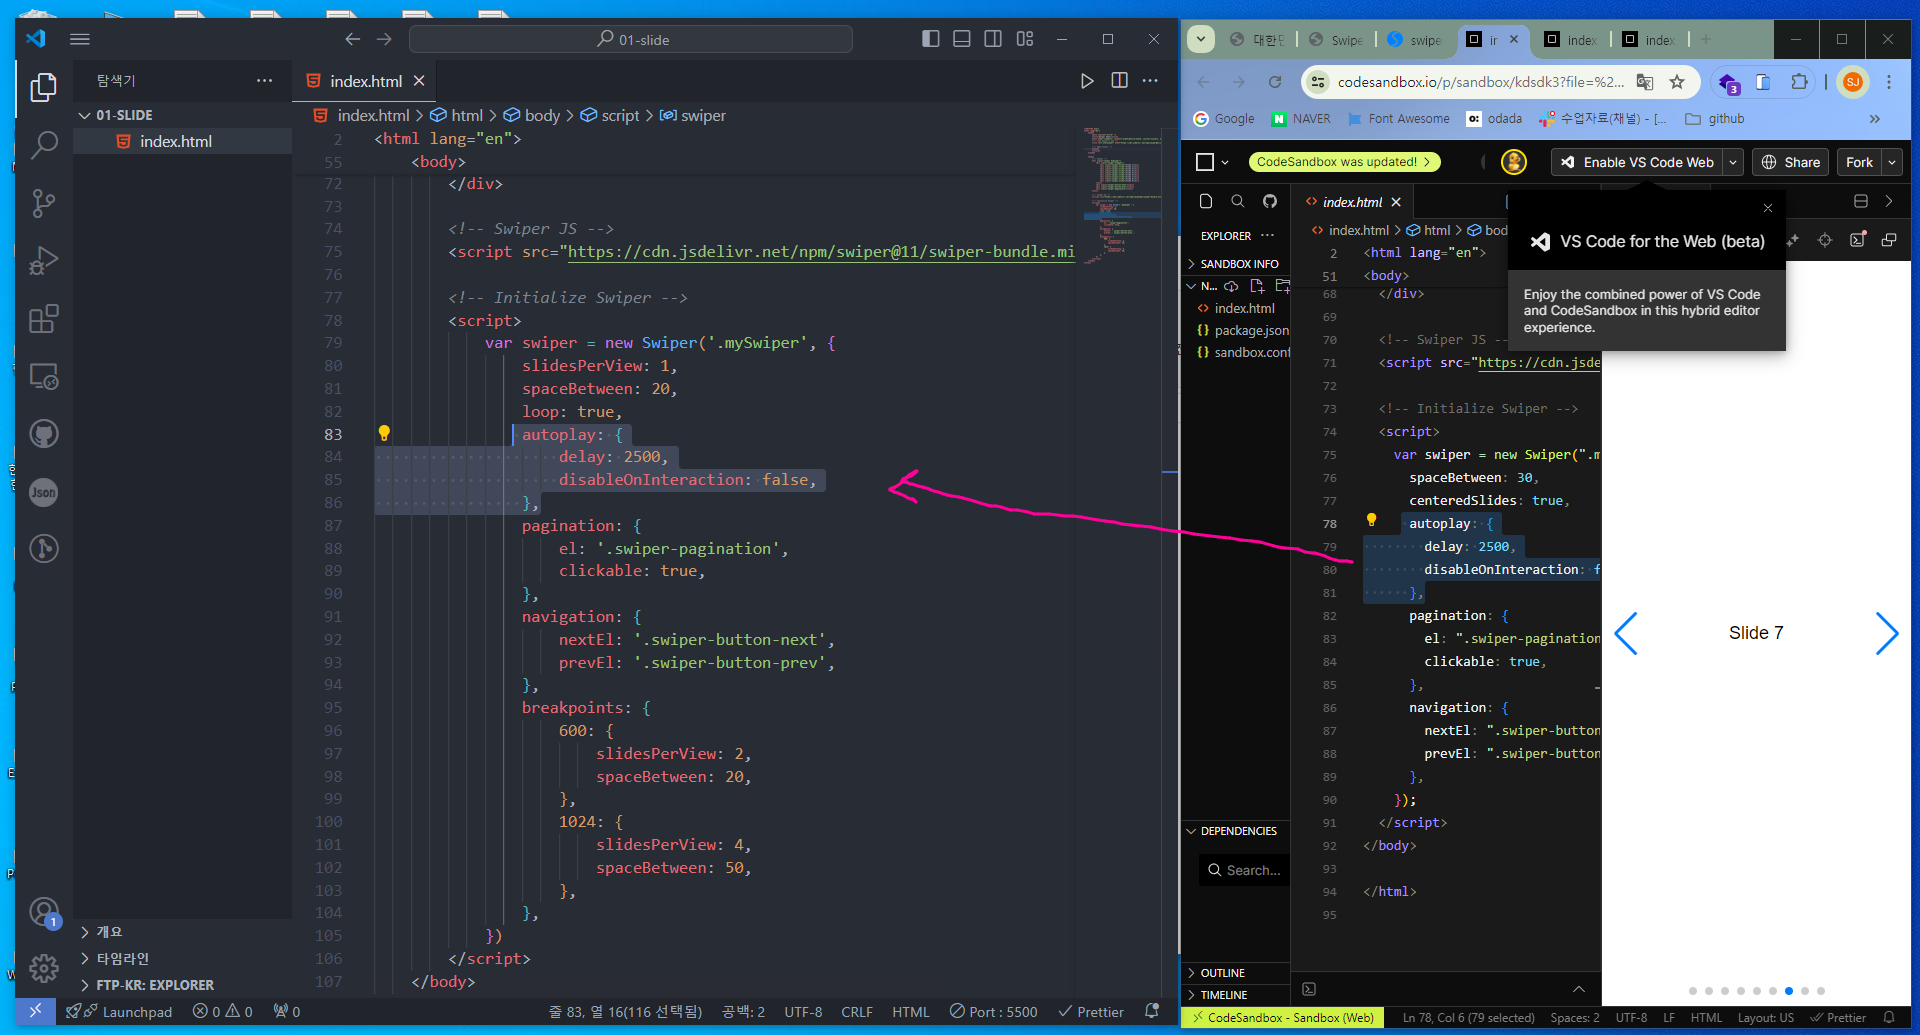 01-slide
탐색기
01-SLIDE
index.html
index.html
index.html > html > body > script > swiper
2 <html lang="en">
55 <body>
72 </div>
73
74 <!-- Swiper JS -->
75 <script src="https://cdn.jsdelivr.net/npm/swiper@11/swiper-bundle.mi
76
77 <!-- Initialize Swiper -->
78 <script>
79 var swiper = new Swiper('.mySwiper', {
80 slidesPerView: 1,
81 spaceBetween: 20,
82 loop: true,
83 autoplay: {
84 delay: 2500,
85 disableOnInteraction: false,
86 },
87 pagination: {
88 el: '.swiper-pagination',
89 clickable: true,
90 },
91 navigation: {
92 nextEl: '.swiper-button-next',
93 prevEl: '.swiper-button-prev',
94 },
95 breakpoints: {
96 600: {
97 slidesPerView: 2,
98 spaceBetween: 20,
99 },
100 1024: {
101 slidesPerView: 4,
102 spaceBetween: 50,
103 },
104 },
105 })
106 </script>
107 </body>
Json
1
개요
타임라인
FTP-KR: EXPLORER
Launchpad 0 0 0 줄 83, 열 16(116 선택됨) 공백: 2 UTF-8 CRLF HTML Port : 5500 Prettier
대한민 Swipe swipe ir index index
codesandbox.io/p/sandbox/kdsdk3?file=%2... 3 SJ
Google NAVER Font Awesome odada 수업자료(채널) - [... github
CodeSandbox was updated! > Enable VS Code Web Share Fork
index.html
VS Code for the Web (beta)
Enjoy the combined power of VS Code
and CodeSandbox in this hybrid editor
experience.
EXPLORER
SANDBOX INFO
N...
index.html
package.json
sandbox.conf
DEPENDENCIES
Search...
OUTLINE
TIMELINE
index.html > html > bod
2 <html lang="en">
51 <body>
68 </div>
69
70 <!-- Swiper JS --
71 <script src="https://cdn.jsde
72
73 <!-- Initialize Swiper -->
74 <script>
75 var swiper = new Swiper(".m
76 spaceBetween: 30,
77 centeredSlides: true,
78 autoplay: {
79 delay: 2500,
80 disableOnInteraction: f
81 },
82 pagination: {
83 el: ".swiper-pagination
84 clickable: true,
85 },
86 navigation: {
87 nextEl: ".swiper-button
88 prevEl: ".swiper-button
89 },
90 });
91 </script>
92 </body>
93
94 </html>
95
Slide 7
CodeSandbox - Sandbox (Web) Ln 78, Col 6 (79 selected) Spaces: 2 UTF-8 LF HTML Layout: US Prettier